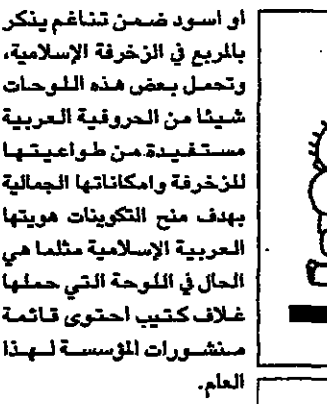 او اسود ضمن تناغم يذكر
بالمربع في الزخرفة الإسلامية،
وتحمل بعض هذه اللوحات
شيئا من الحروفية العربية
مستفيدة من طواعيتها
للزخرفة وامكاناتها الجمالية
بهدف منح التكوينات هويتها
العربية الإسلامية مثلما هي
الحال في اللوحة التي حملها
غلاف كتيب احتوى قائمة
منشورات المؤسسة لهذا
العام.